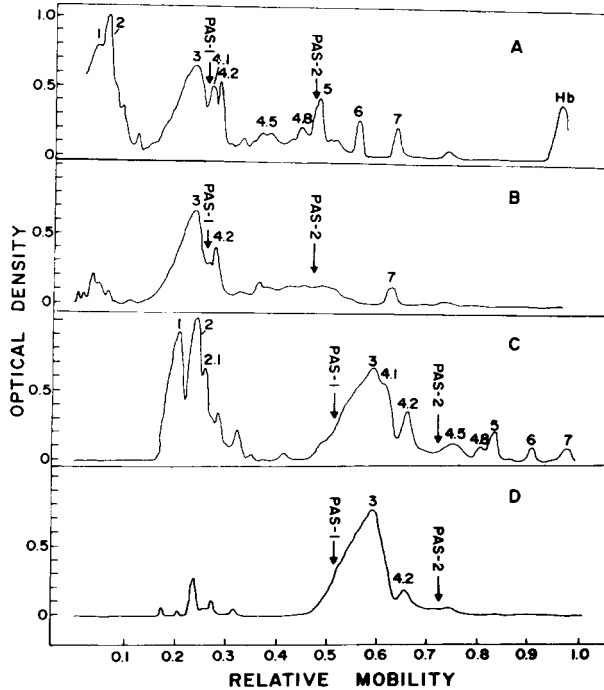 OPTICAL DENSITY
A
1.0
0.5
0
1
2
3
PAS-1
4.1
4.2
4.5
4.8
PAS-2
5
6
7
Hb
B
0.5
0
3
PAS-1
4.2
PAS-2
7
C
0.5
0
1
2
2.1
PAS-1
3
4.1
4.2
PAS-2
4.5
4.8
5
6
7
D
0.5
0
PAS-1
3
4.2
PAS-2
0.1 0.2 0.3 0.4 0.5 0.6 0.7 0.8 0.9 1.0
RELATIVE MOBILITY